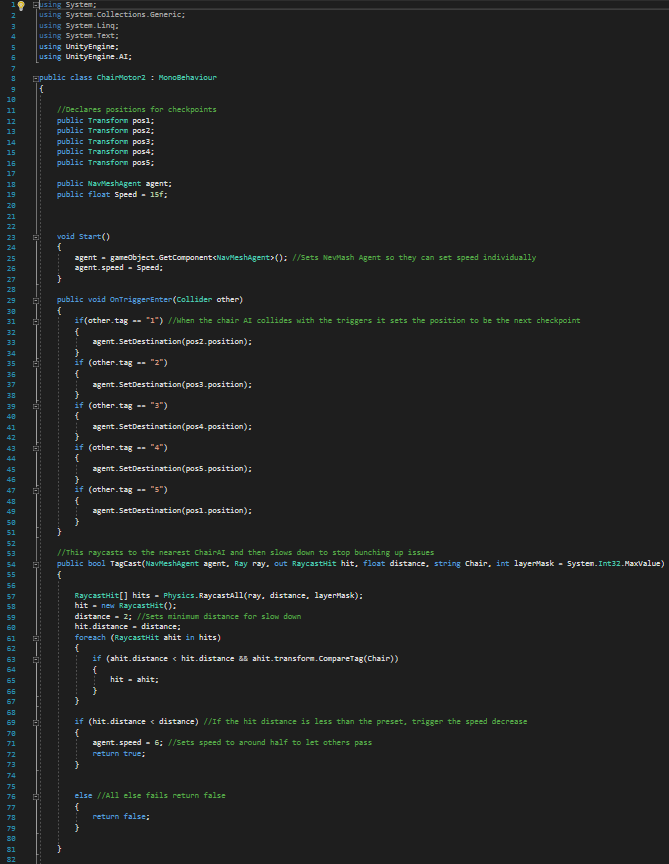 1 using System;
2 using System.Collections.Generic;
3 using System.Linq;
4 using System.Text;
5 using UnityEngine;
6 using UnityEngine.AI;
7
8 public class ChairMotor2 : MonoBehaviour
9 {
10
11 //Declares positions for checkpoints
12 public Transform pos1;
13 public Transform pos2;
14 public Transform pos3;
15 public Transform pos4;
16 public Transform pos5;
17
18 public NavMeshAgent agent;
19 public float Speed = 15f;
20
21
22
23 void Start()
24 {
25 agent = gameObject.GetComponent<NavMeshAgent>(); //Sets NevMash Agent so they can set speed individually
26 agent.speed = Speed;
27 }
28
29 public void OnTriggerEnter(Collider other)
30 {
31 if(other.tag == "1") //When the chair AI collides with the triggers it sets the position to be the next checkpoint
32 {
33 agent.SetDestination(pos2.position);
34 }
35 if (other.tag == "2")
36 {
37 agent.SetDestination(pos3.position);
38 }
39 if (other.tag == "3")
40 {
41 agent.SetDestination(pos4.position);
42 }
43 if (other.tag == "4")
44 {
45 agent.SetDestination(pos5.position);
46 }
47 if (other.tag == "5")
48 {
49 agent.SetDestination(pos1.position);
50 }
51 }
52
53 //This raycasts to the nearest ChairAI and then slows down to stop bunching up issues
54 public bool TagCast(NavMeshAgent agent, Ray ray, out RaycastHit hit, float distance, string Chair, int layerMask = System.Int32.MaxValue)
55 {
56
57 RaycastHit[] hits = Physics.RaycastAll(ray, distance, layerMask);
58 hit = new RaycastHit();
59 distance = 2; //Sets minimum distance for slow down
60 hit.distance = distance;
61 foreach (RaycastHit ahit in hits)
62 {
63 if (ahit.distance < hit.distance && ahit.transform.CompareTag(Chair))
64 {
65 hit = ahit;
66 }
67 }
68
69 if (hit.distance < distance) //If the hit distance is less than the preset, trigger the speed decrease
70 {
71 agent.speed = 6; //Sets speed to around half to let others pass
72 return true;
73 }
74
75
76 else //All else fails return false
77 {
78 return false;
79 }
80
81 }
82